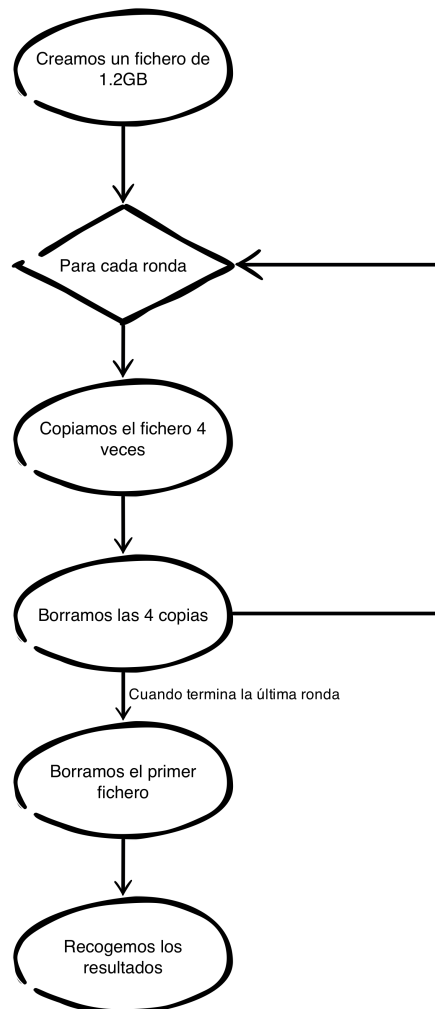 Creamos un fichero de
1.2GB
Para cada ronda
Copiamos el fichero 4
veces
Borramos las 4 copias
Cuando termina la última ronda
Borramos el primer
fichero
Recogemos los
resultados